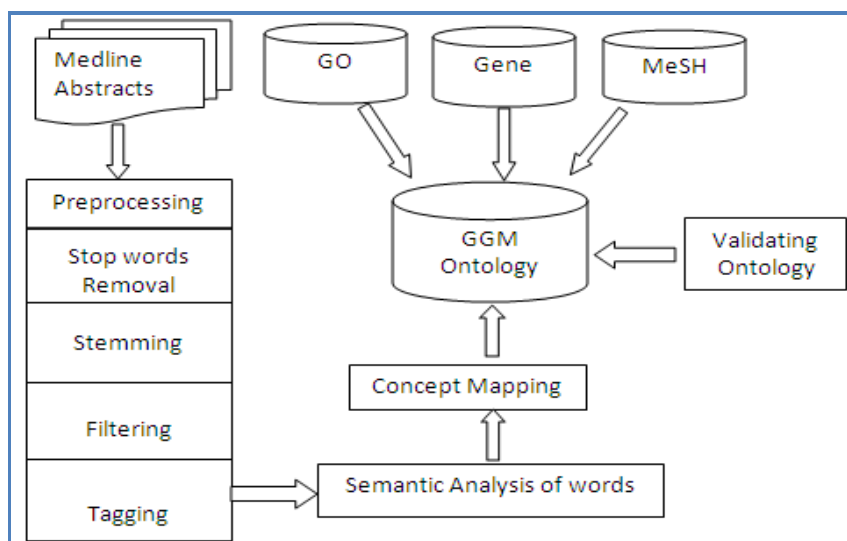 Medline
Abstracts
GO
Gene
MeSH
Preprocessing
Stop words
Removal
Stemming
Filtering
Tagging
GGM
Ontology
Validating
Ontology
Concept Mapping
Semantic Analysis of words